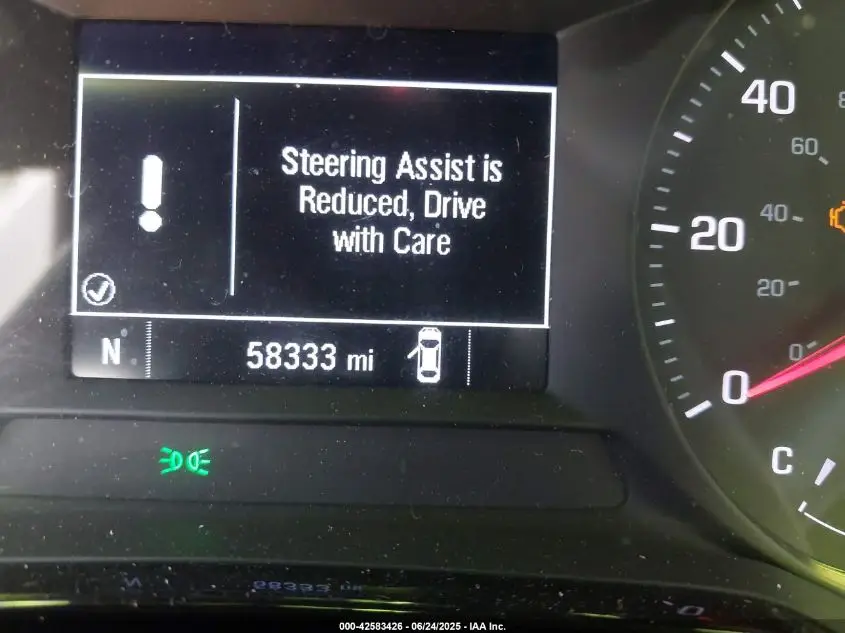 Steering Assist is
Reduced, Drive
with Care
N 58333 mi
40
60
40
20
20
0
0
C
000-42583426 - 06/24/2025 - IAA Inc.